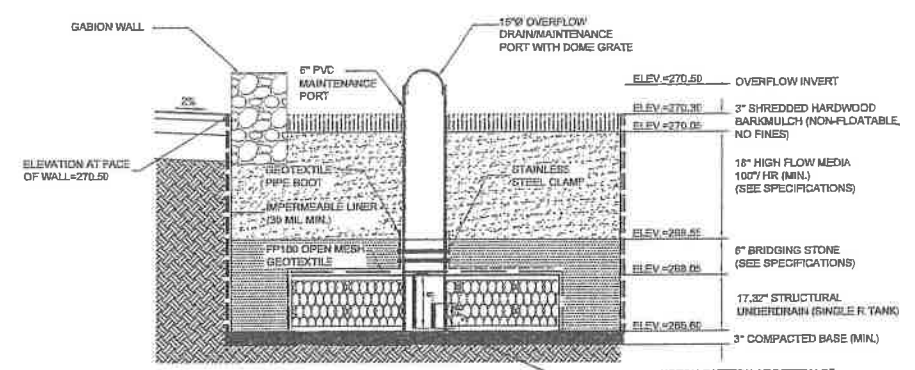 GABION WALL
15"Ø OVERFLOW
DRAIN/MAINTENANCE
PORT WITH DOME GRATE
6" PVC
MAINTENANCE
PORT
2%
ELEV.=270.50
OVERFLOW INVERT
ELEV.=270.30
ELEV.=270.05
3" SHREDDED HARDWOOD
BARKMULCH (NON-FLOATABLE,
NO FINES)
ELEVATION AT FACE
OF WALL=270.50
GEOTEXTILE
PIPE BOOT
STAINLESS
STEEL CLAMP
18" HIGH FLOW MEDIA
100"/ HR (MIN.)
(SEE SPECIFICATIONS)
IMPERMEABLE LINER
(30 MIL MIN.)
ELEV.=268.55
FP100 OPEN MESH
GEOTEXTILE
6" BRIDGING STONE
(SEE SPECIFICATIONS)
ELEV.=268.05
17.32" STRUCTURAL
UNDERDRAIN (SINGLE R TANK)
ELEV.=266.60
3" COMPACTED BASE (MIN.)